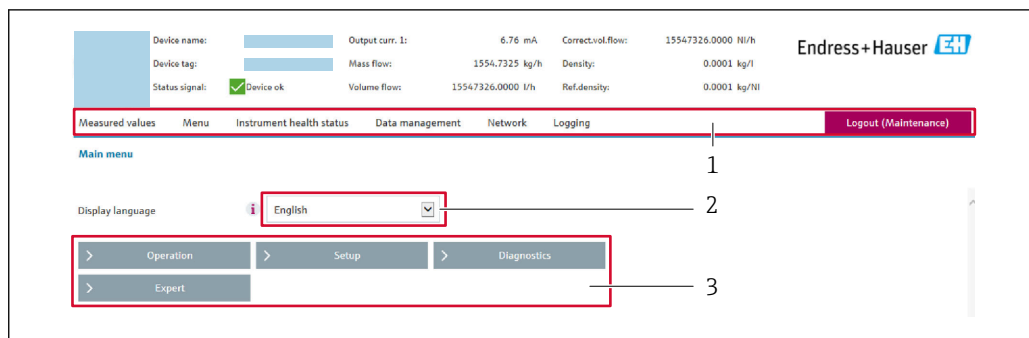 Device name: Output curr. 1: 6.76 mA Correct.vol.flow: 15547326.0000 Nl/h
Endress+Hauser EH
Device tag: Mass flow: 1554.7325 kg/h Density: 0.0001 kg/l
Status signal: Device ok Volume flow: 15547326.0000 l/h Ref.density: 0.0001 kg/Nl
Measured values Menu Instrument health status Data management Network Logging Logout (Maintenance)
1
Main menu
Display language i English 2
> Operation > Setup > Diagnostics
> Expert 3